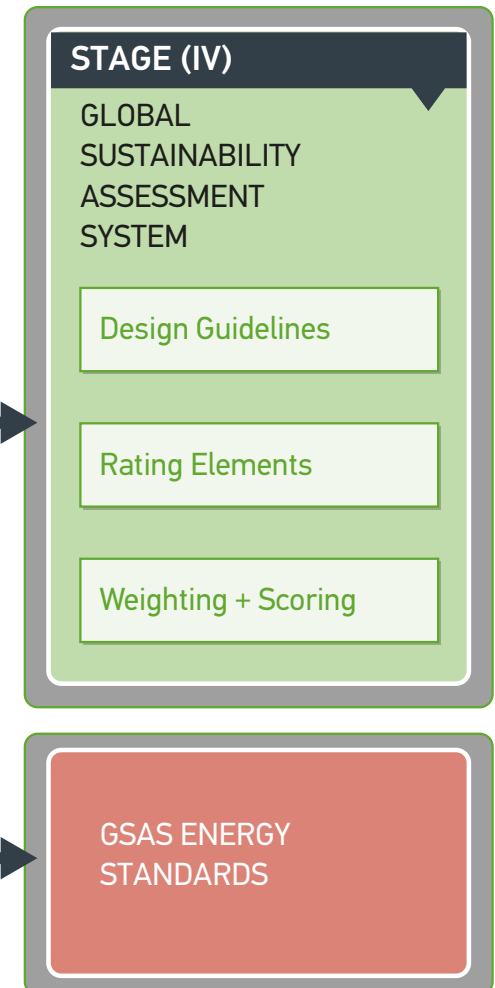 STAGE (IV)
GLOBAL
SUSTAINABILITY
ASSESSMENT
SYSTEM
Design Guidelines
Rating Elements
Weighting + Scoring
GSAS ENERGY
STANDARDS